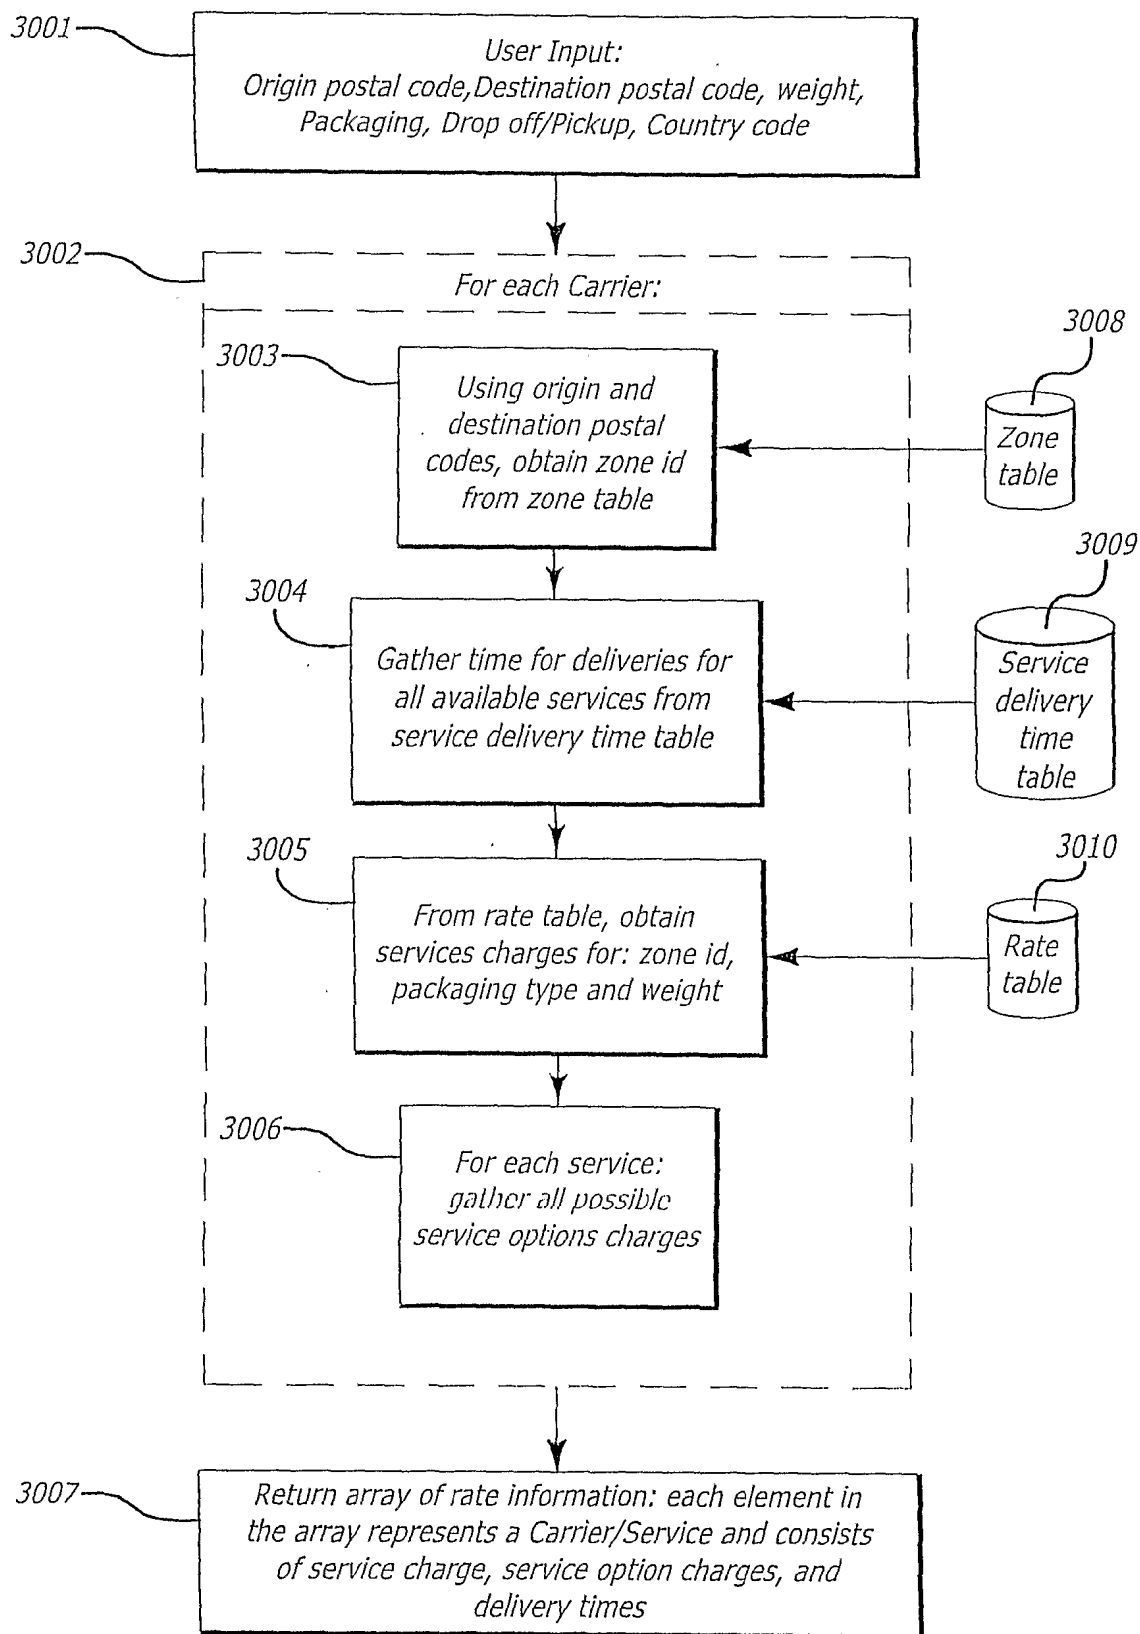 3001
User Input:
Origin postal code,Destination postal code, weight,
Packaging, Drop off/Pickup, Country code
3002
For each Carrier:
3003
Using origin and
destination postal
codes, obtain zone id
from zone table
3008
Zone
table
3004
Gather time for deliveries for
all available services from
service delivery time table
3009
Service
delivery
time
table
3005
From rate table, obtain
services charges for: zone id,
packaging type and weight
3010
Rate
table
3006
For each service:
gather all possible
service options charges
3007
Return array of rate information: each element in
the array represents a Carrier/Service and consists
of service charge, service option charges, and
delivery times